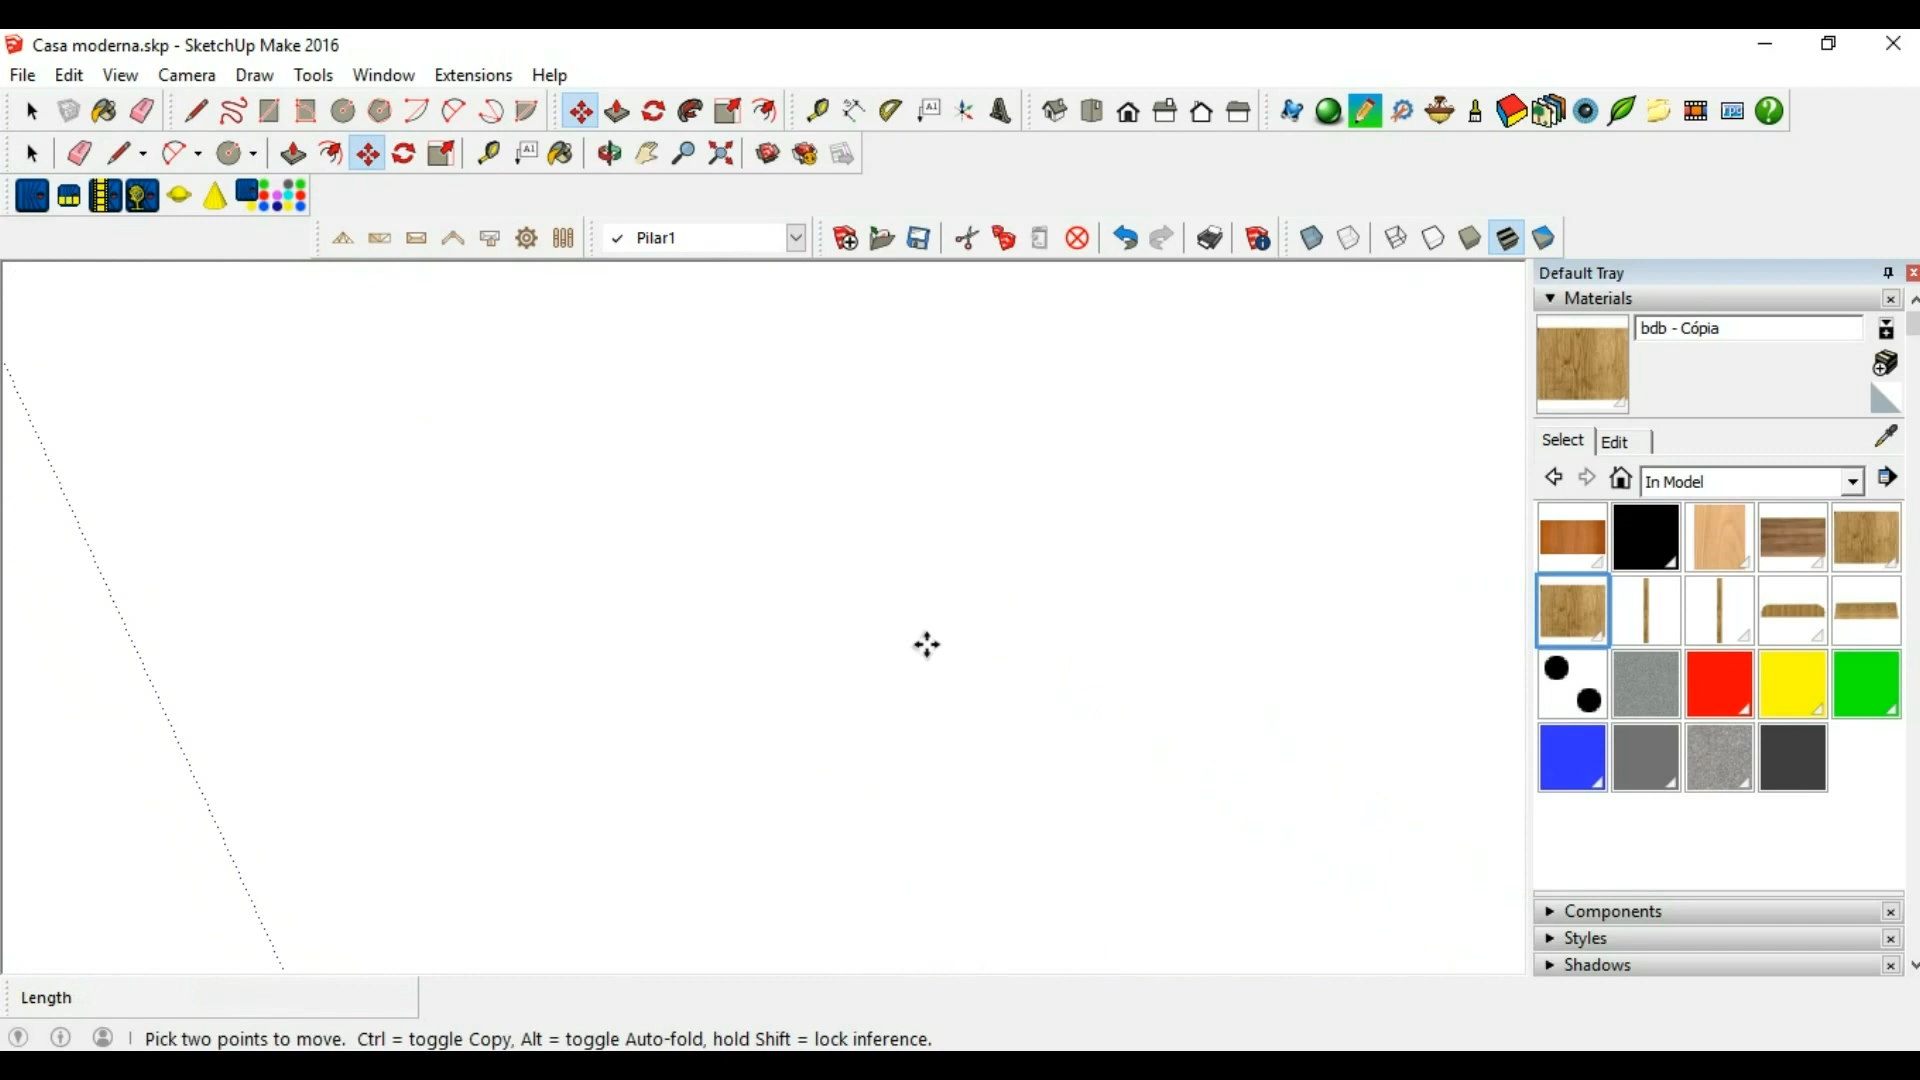 Casa moderna.skp - SketchUp Make 2016
File Edit View Camera Draw Tools Window Extensions Help
✓ Pilar1
Default Tray
Materials
bdb - Cópia
Select Edit
In Model
Components
Styles
Shadows
Length
Pick two points to move. Ctrl = toggle Copy, Alt = toggle Auto-fold, hold Shift = lock inference.